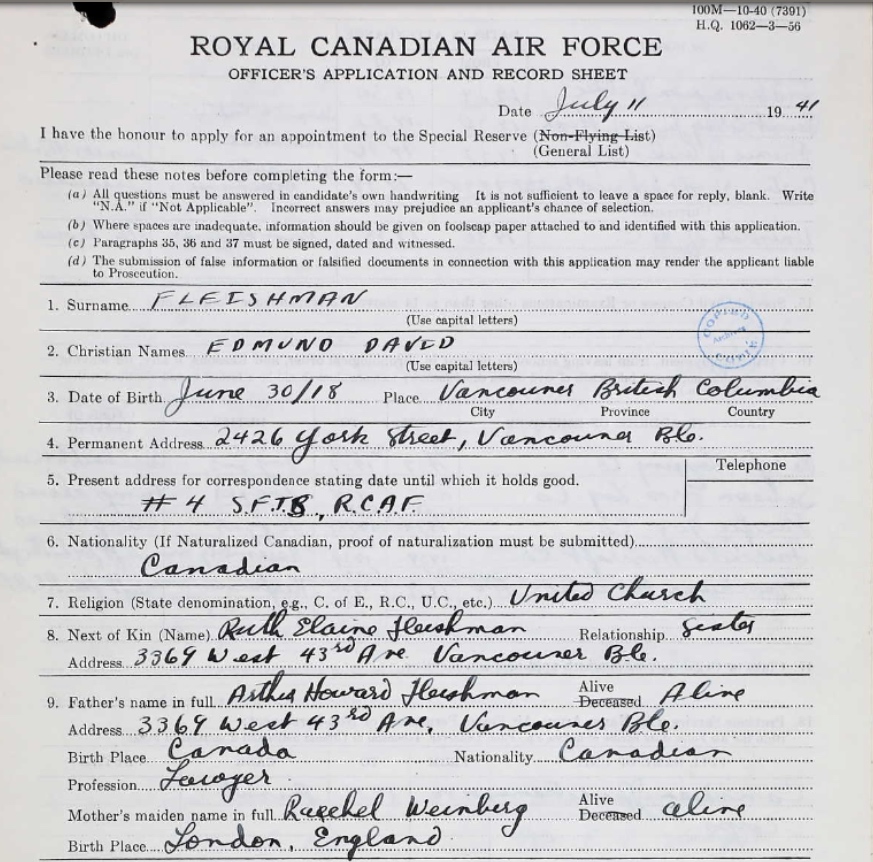 100M—10-40 (7391)
H.Q. 1062—3—56
ROYAL CANADIAN AIR FORCE
OFFICER'S APPLICATION AND RECORD SHEET
Date July 11 19 41
I have the honour to apply for an appointment to the Special Reserve (Non-Flying List)
(General List)
Please read these notes before completing the form:—
(a) All questions must be answered in candidate's own handwriting It is not sufficient to leave a space for reply, blank. Write
"N.A." if "Not Applicable". Incorrect answers may prejudice an applicant's chance of selection.
(b) Where spaces are inadequate, information should be given on foolscap paper attached to and identified with this application.
(c) Paragraphs 35, 36 and 37 must be signed, dated and witnessed.
(d) The submission of false information or falsified documents in connection with this application may render the applicant liable
to Prosecution.
1. Surname FLEISHMAN
(Use capital letters)
COPIED
2. Christian Names EDMUND DAVID
(Use capital letters)
3. Date of Birth June 30/18 Place Vancouver British Columbia
City Province Country
4. Permanent Address 2426 York Street, Vancouver B.C.
Telephone
5. Present address for correspondence stating date until which it holds good.
# 4 S.F.T.S., R.C.A.F.
6. Nationality (If Naturalized Canadian, proof of naturalization must be submitted)
Canadian
7. Religion (State denomination, e.g., C. of E., R.C., U.C., etc.) United Church
8. Next of Kin (Name) Ruth Elaine Fleishman Relationship sister
Address 3369 West 43rd Ave. Vancouver B.C.
9. Father's name in full Arthur Howard Fleishman Alive Deceased Alive
Address 3369 West 43rd Ave, Vancouver B.C.
Birth Place Canada Nationality Canadian
Profession Lawyer
Mother's maiden name in full Weinberg Alive Deceased alive
Birth Place London, England